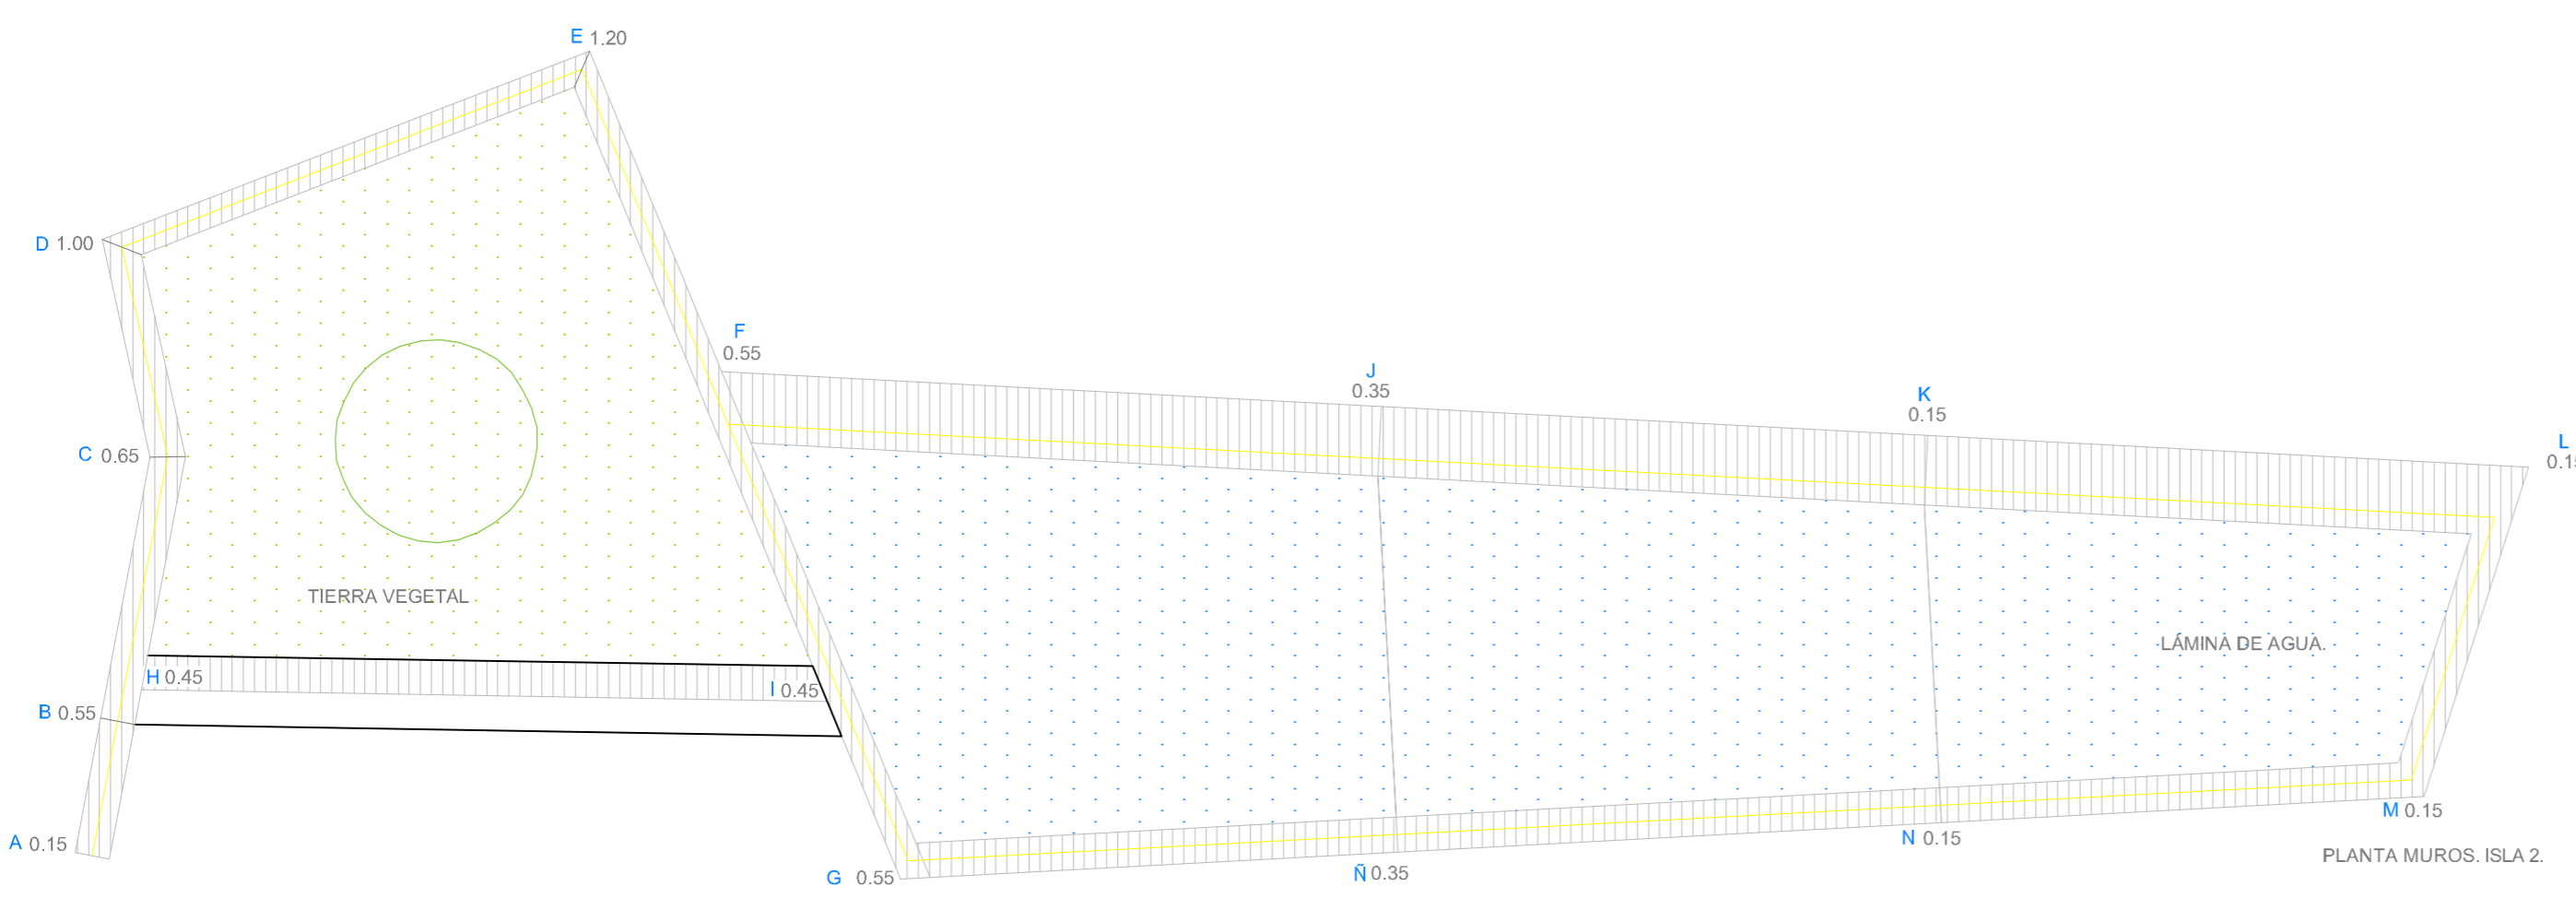 E 1.20
D 1.00
F
0.55
J
0.35
K
0.15
L
C 0.65
TIERRA VEGETAL
LÁMINA DE AGUA.
H 0.45
I 0.45
B 0.55
A 0.15
G 0.55
Ñ 0.35
N 0.15
M 0.15
PLANTA MUROS. ISLA 2.